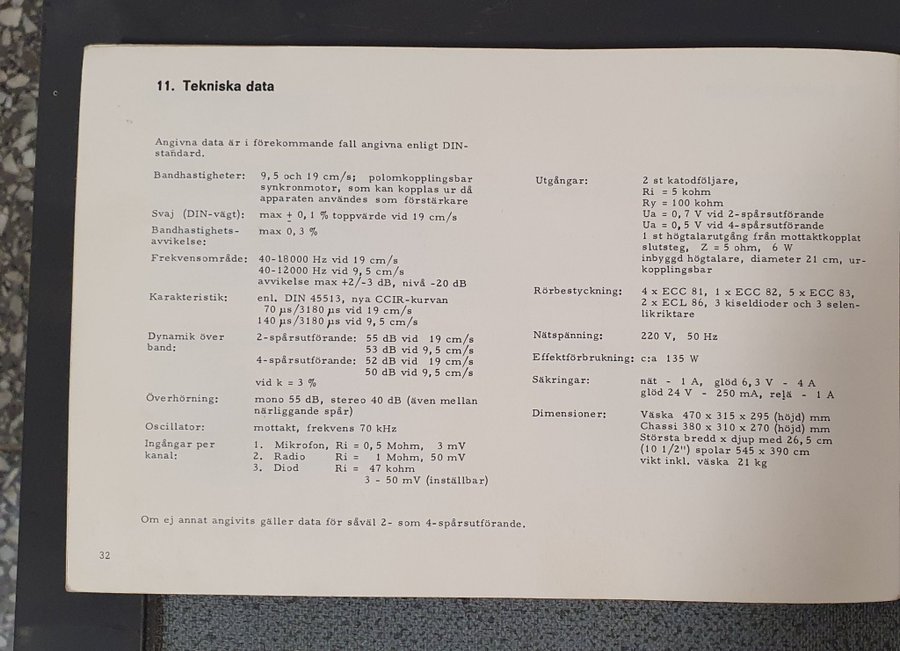 11. Tekniska data
Angivna data är i förekommande fall angivna enligt DIN-
standard.
Bandhastigheter: 9,5 och 19 cm/s; polomkopplingsbar
synkronmotor, som kan kopplas ur då
apparaten användes som förstärkare
Svaj (DIN-vägt): max ± 0,1 % toppvärde vid 19 cm/s
Bandhastighets- max 0,3 %
avvikelse:
Frekvensområde: 40-18000 Hz vid 19 cm/s
40-12000 Hz vid 9,5 cm/s
avvikelse max +2/-3 dB, nivå -20 dB
Karakteristik: enl. DIN 45513, nya CCIR-kurvan
70 µs/3180 µs vid 19 cm/s
140 µs/3180 µs vid 9,5 cm/s
Dynamik över 2-spårsutförande: 55 dB vid 19 cm/s
band: 53 dB vid 9,5 cm/s
4-spårsutförande: 52 dB vid 19 cm/s
50 dB vid 9,5 cm/s
vid k = 3 %
Överhörning: mono 55 dB, stereo 40 dB (även mellan
närliggande spår)
Oscillator: mottakt, frekvens 70 kHz
Ingångar per 1. Mikrofon, Ri = 0,5 Mohm, 3 mV
kanal: 2. Radio Ri = 1 Mohm, 50 mV
3. Diod Ri = 47 kohm
3 - 50 mV (inställbar)
Utgångar: 2 st katodföljare,
Ri = 5 kohm
Ry = 100 kohm
Ua = 0,7 V vid 2-spårsutförande
Ua = 0,5 V vid 4-spårsutförande
1 st högtalarutgång från mottaktkopplat
slutsteg, Z = 5 ohm, 6 W
inbyggd högtalare, diameter 21 cm, ur-
kopplingsbar
Rörbestyckning: 4 x ECC 81, 1 x ECC 82, 5 x ECC 83,
2 x ECL 86, 3 kiseldioder och 3 selen-
likriktare
Nätspänning: 220 V, 50 Hz
Effektförbrukning: c:a 135 W
Säkringar: nät - 1 A, glöd 6,3 V - 4 A
glöd 24 V - 250 mA, relä - 1 A
Dimensioner: Väska 470 x 315 x 295 (höjd) mm
Chassi 380 x 310 x 270 (höjd) mm
Största bredd x djup med 26,5 cm
(10 1/2") spolar 545 x 390 cm
vikt inkl. väska 21 kg
Om ej annat angivits gäller data för såväl 2- som 4-spårsutförande.
32